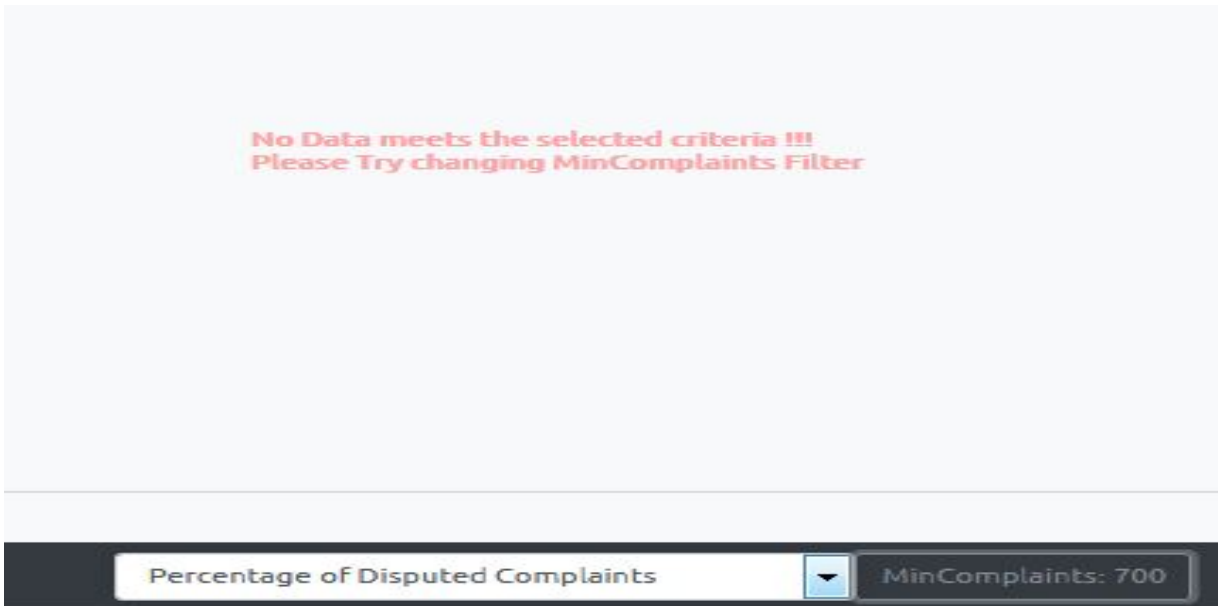 No Data meets the selected criteria !!!
Please Try changing MinComplaints Filter
Percentage of Disputed Complaints
MinComplaints: 700